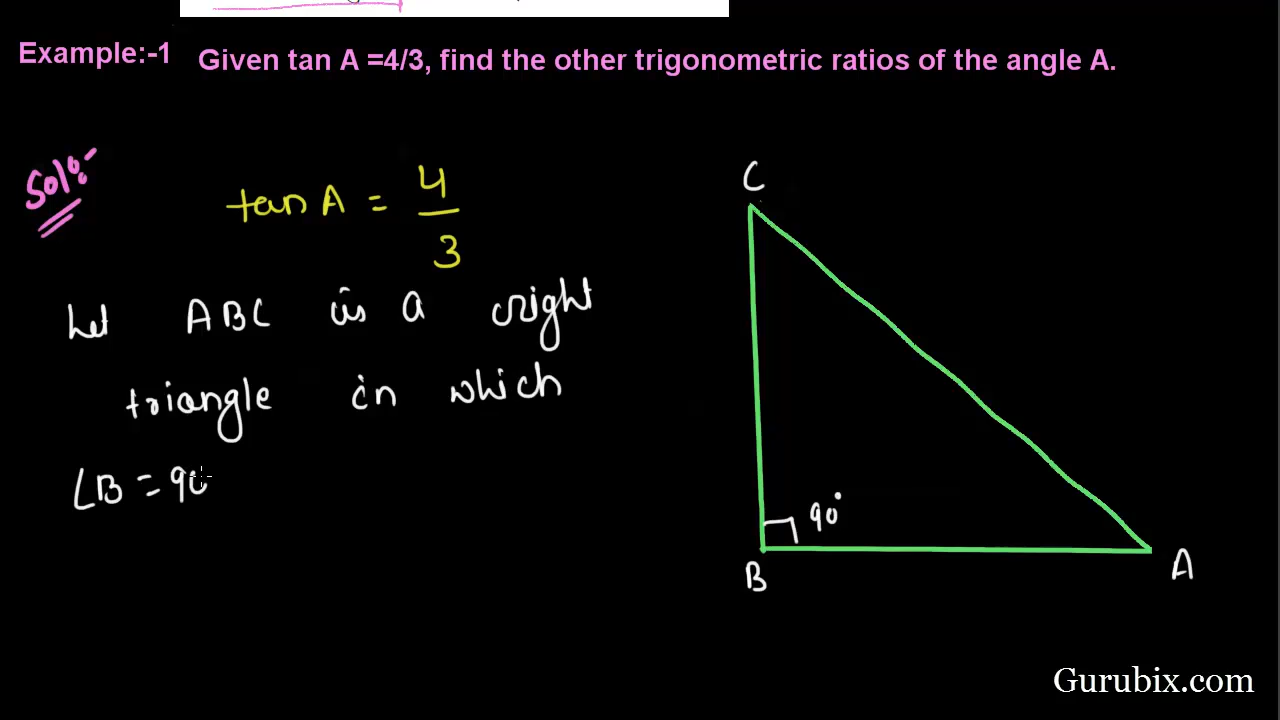 Example:-1 Given tan A =4/3, find the other trigonometric ratios of the angle A.
Sol:-
tan A = 4/3
Let ABC is a right
triangle in which
∠B = 90
C
90°
B
A
Gurubix.com